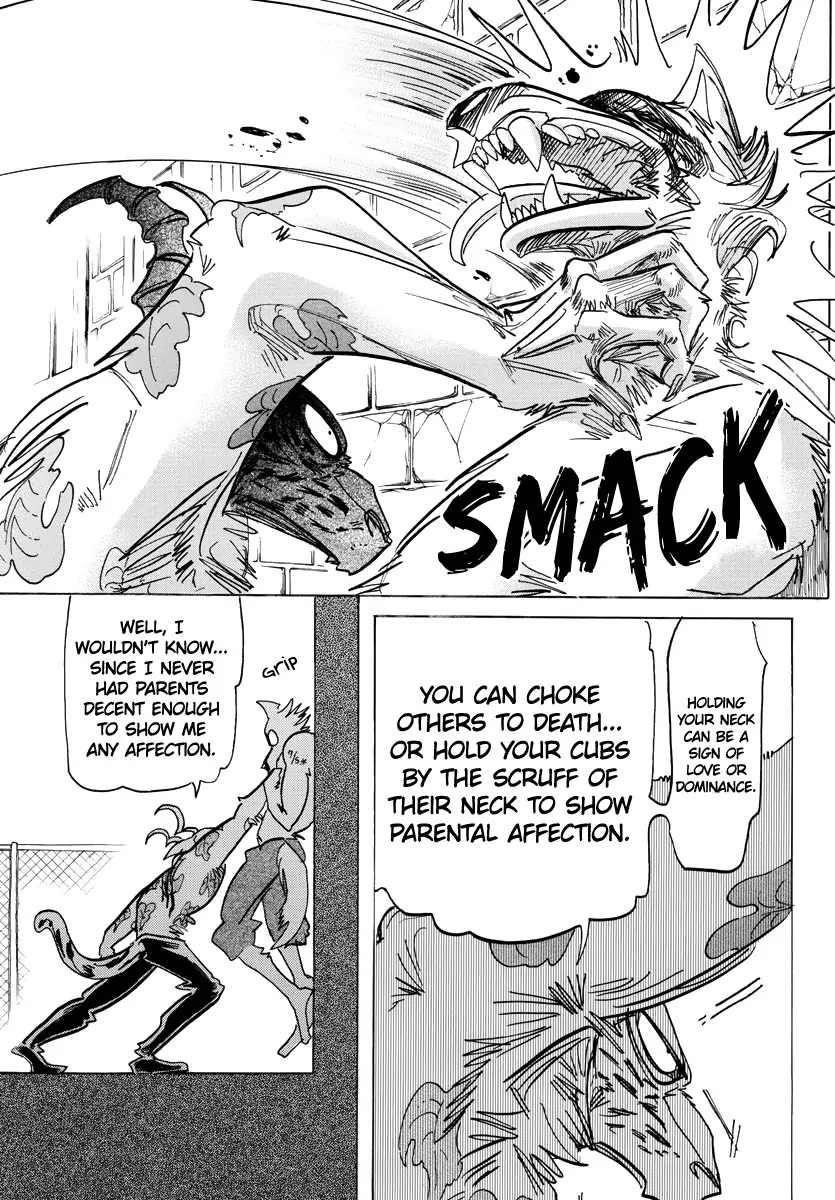 SMACK
HOLDING
YOUR NECK
CAN BE A
SIGN OF
LOVE OR
DOMINANCE.
YOU CAN CHOKE
OTHERS TO DEATH...
OR HOLD YOUR CUBS
BY THE SCRUFF OF
THEIR NECK TO SHOW
PARENTAL AFFECTION.
GRIP
WELL, I
WOULDN'T KNOW...
SINCE I NEVER
HAD PARENTS
DECENT ENOUGH
TO SHOW ME
ANY AFFECTION.